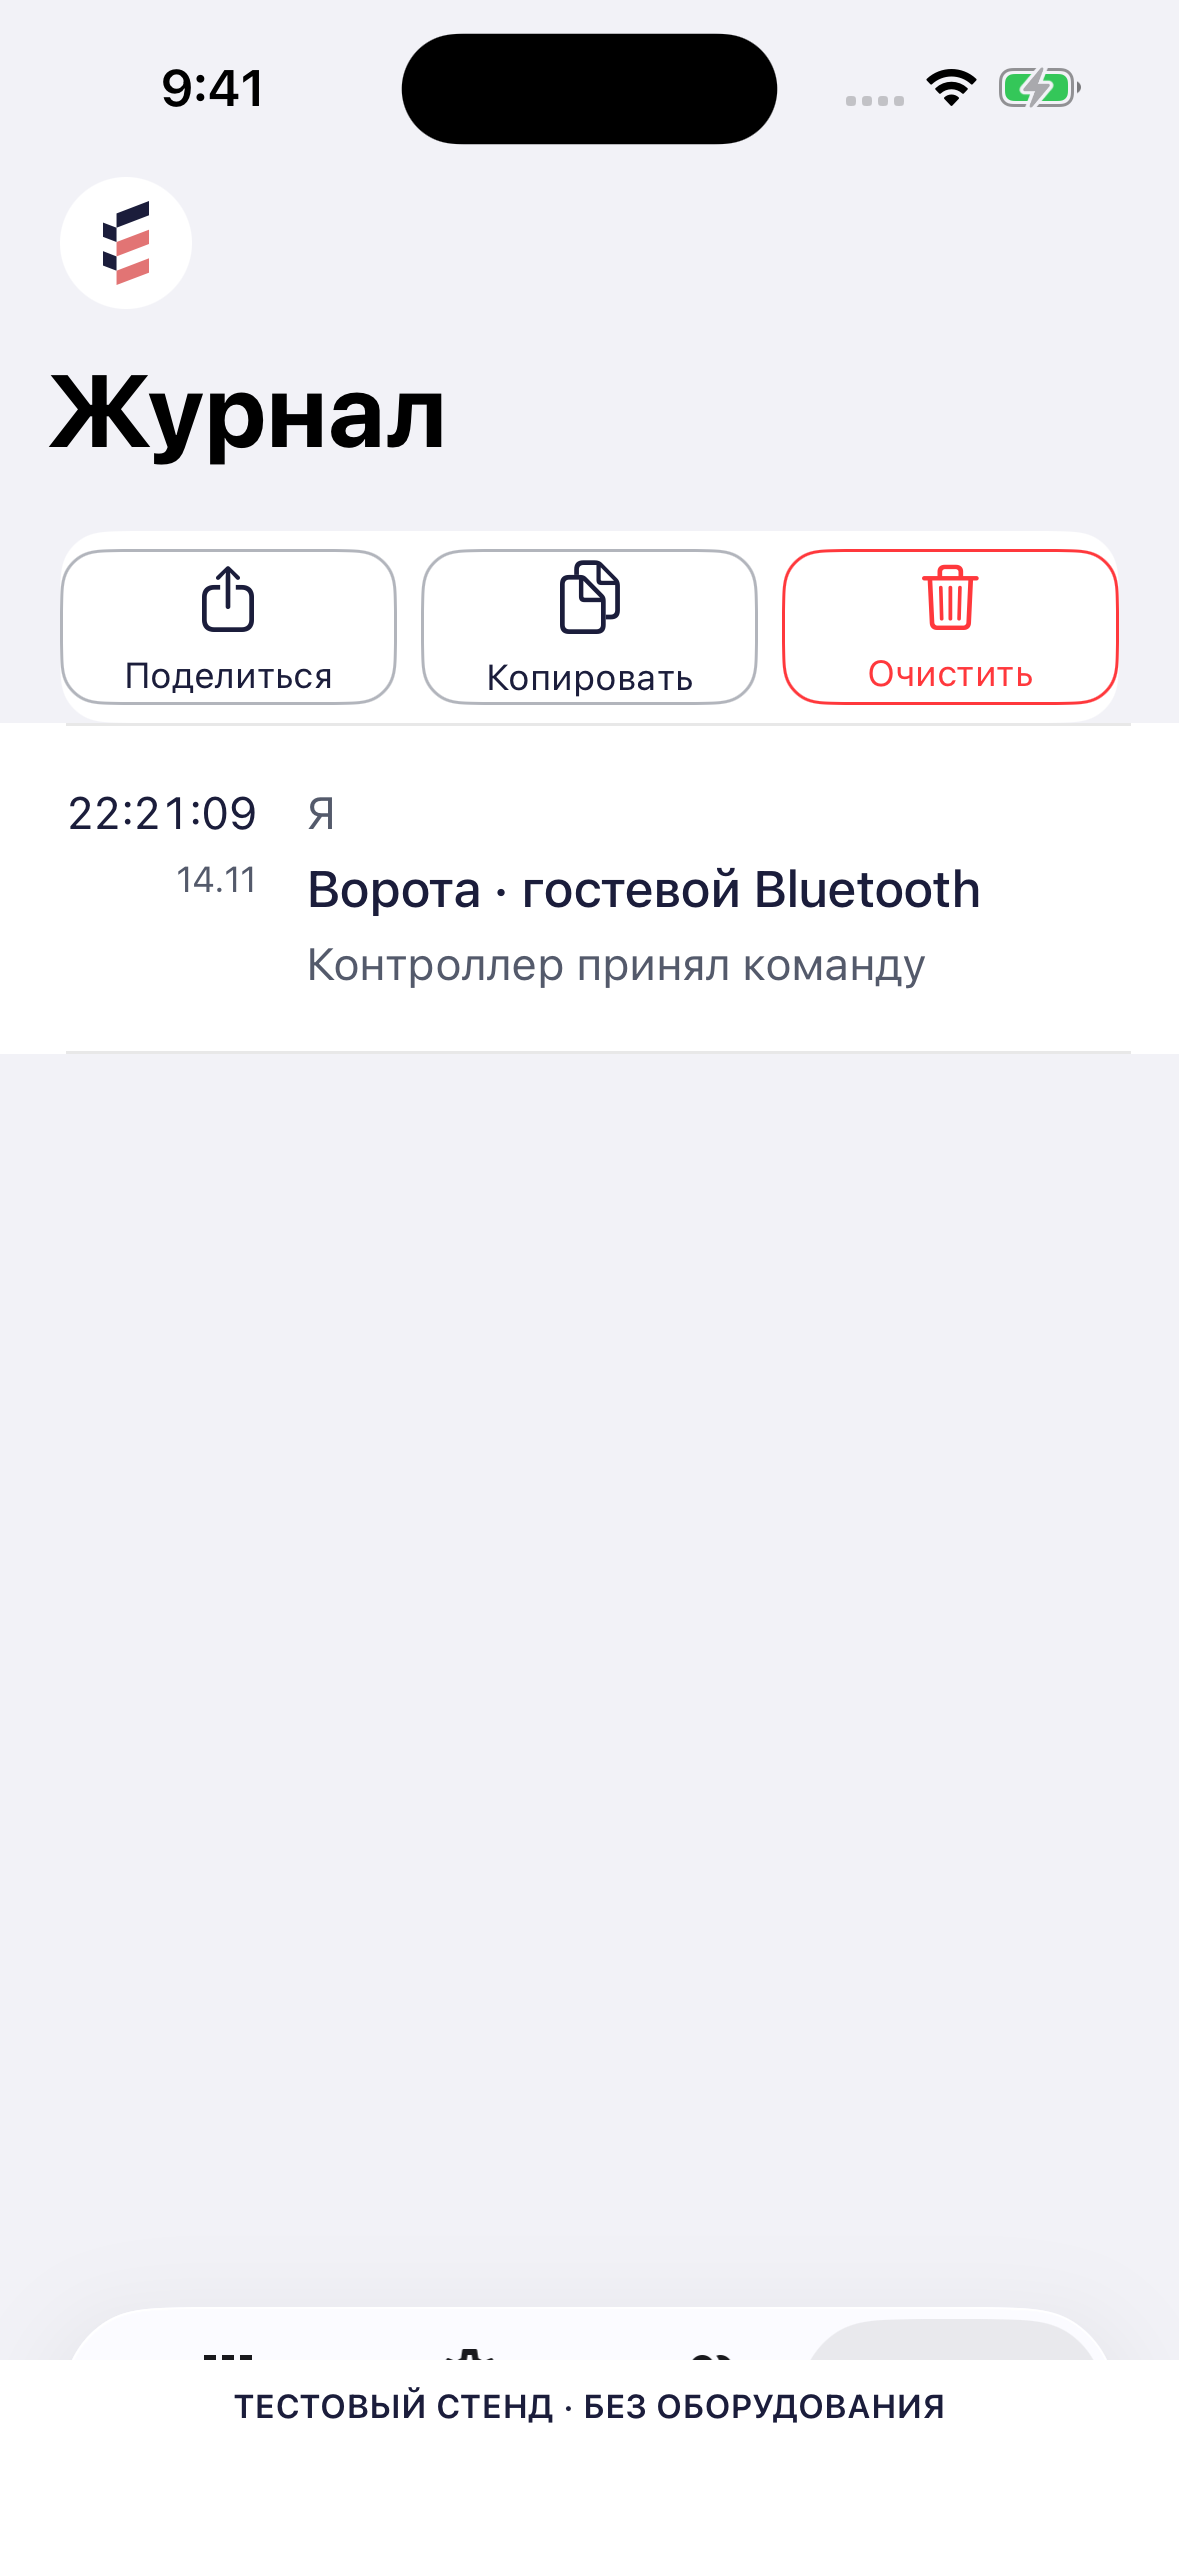 9:41
Журнал
Поделиться
Копировать
Очистить
22:21:09
Я
14.11
Ворота · гостевой Bluetooth
Контроллер принял команду
ТЕСТОВЫЙ СТЕНД · БЕЗ ОБОРУДОВАНИЯ